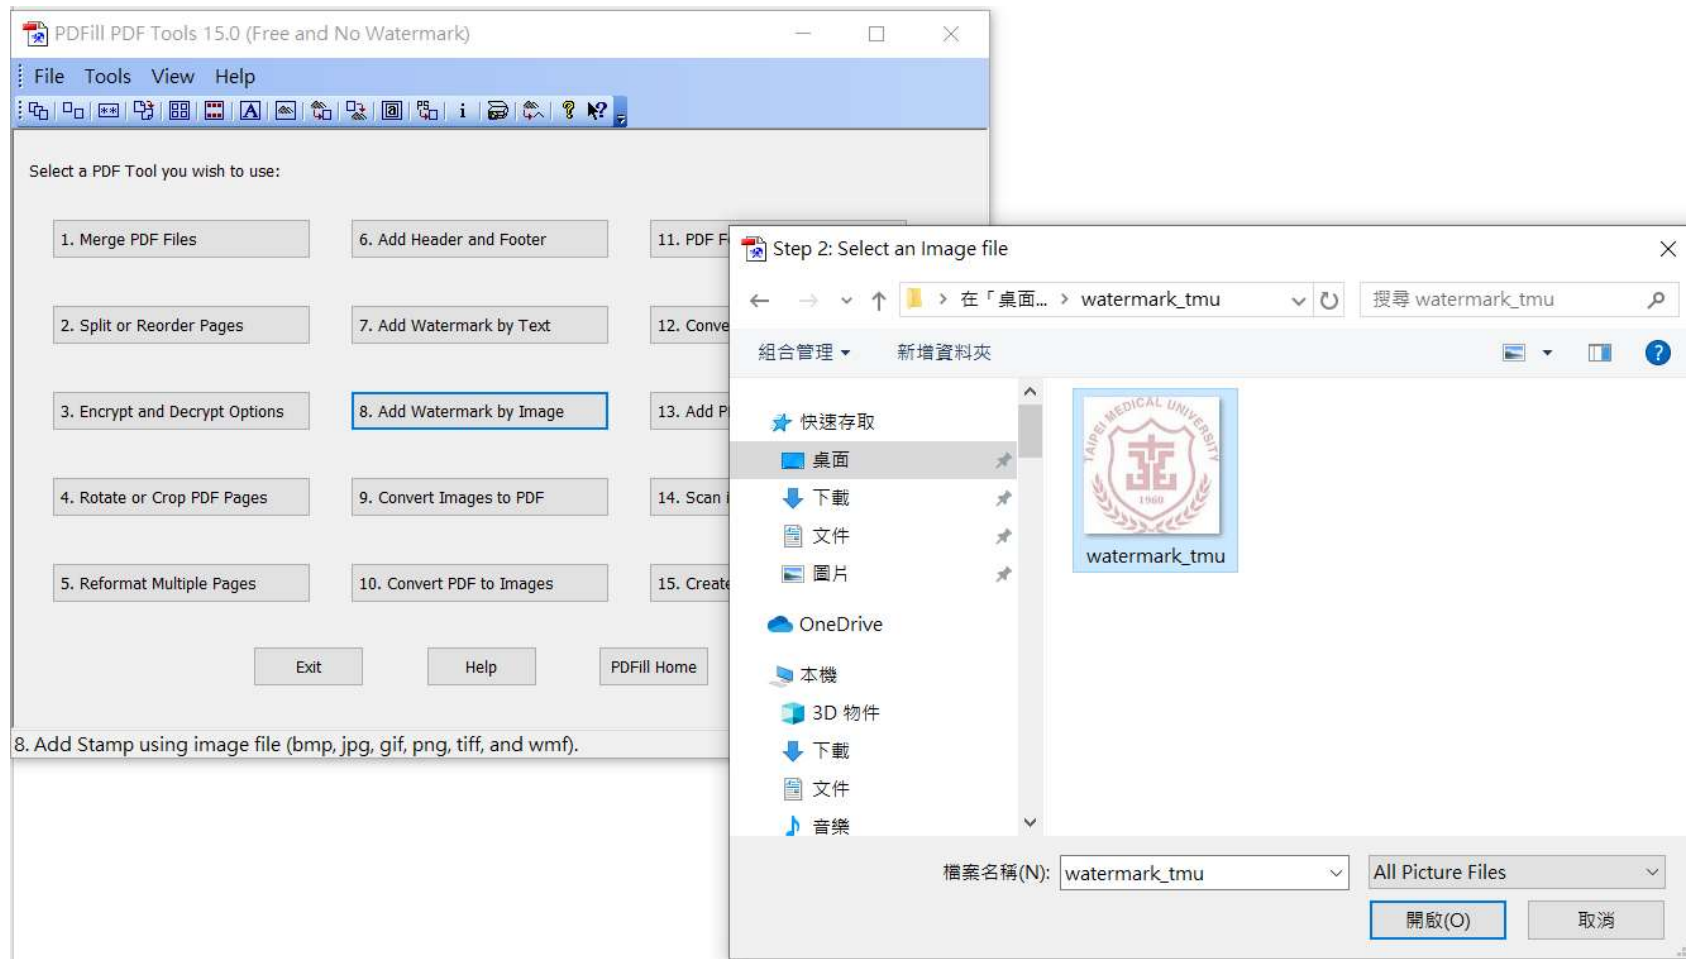 PDFill PDF Tools 15.0 (Free and No Watermark)
File Tools View Help
Select a PDF Tool you wish to use:
1. Merge PDF Files
6. Add Header and Footer
11. PDF F
2. Split or Reorder Pages
7. Add Watermark by Text
12. Conve
3. Encrypt and Decrypt Options
8. Add Watermark by Image
13. Add P
4. Rotate or Crop PDF Pages
9. Convert Images to PDF
14. Scan i
5. Reformat Multiple Pages
10. Convert PDF to Images
15. Create
Exit
Help
PDFill Home
8. Add Stamp using image file (bmp, jpg, gif, png, tiff, and wmf).
Step 2: Select an Image file
在「桌面... > watermark_tmu
搜尋 watermark_tmu
組合管理
新增資料夾
快速存取
桌面
下載
文件
圖片
OneDrive
本機
3D 物件
下載
文件
音樂
TAIPEI MEDICAL UNIVERSITY
1960
watermark_tmu
檔案名稱(N): watermark_tmu
All Picture Files
開啟(O)
取消